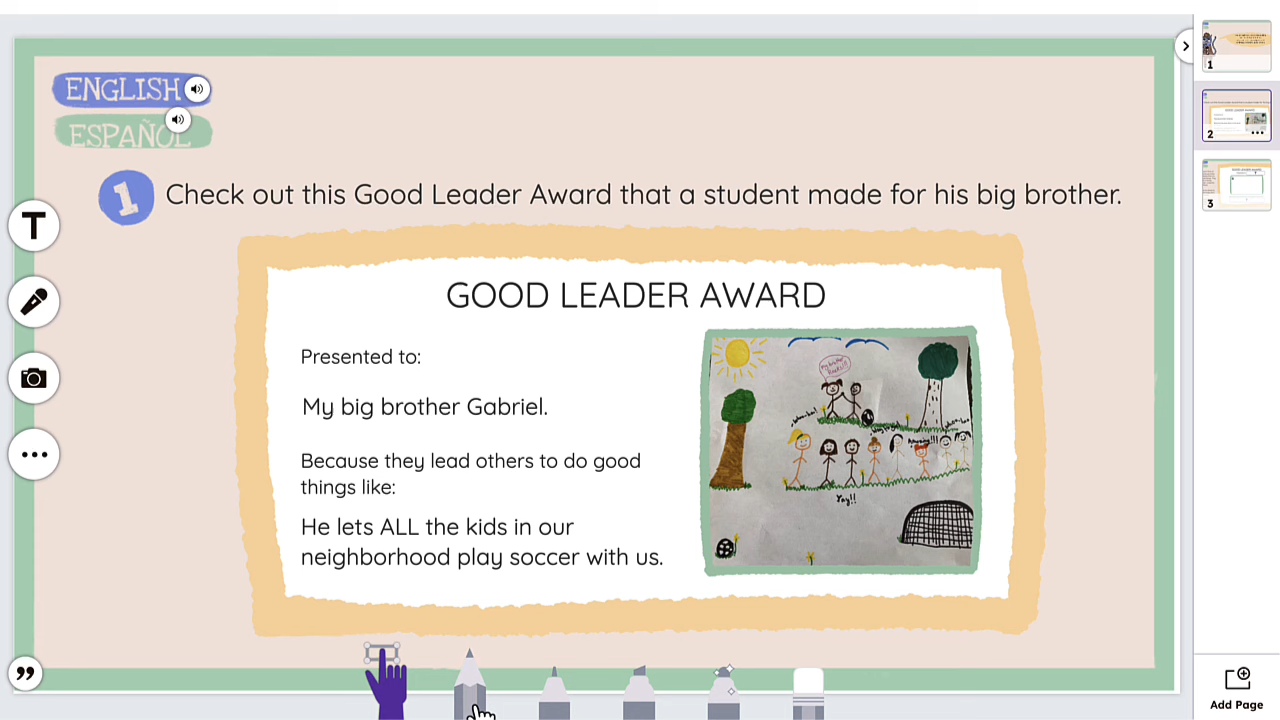 ENGLISH
ESPAÑOL
1 Check out this Good Leader Award that a student made for his big brother.
GOOD LEADER AWARD
Presented to:
My big brother Gabriel.
Because they lead others to do good
things like:
He lets ALL the kids in our
neighborhood play soccer with us.
Yay!!
T
1
2
3
Add Page